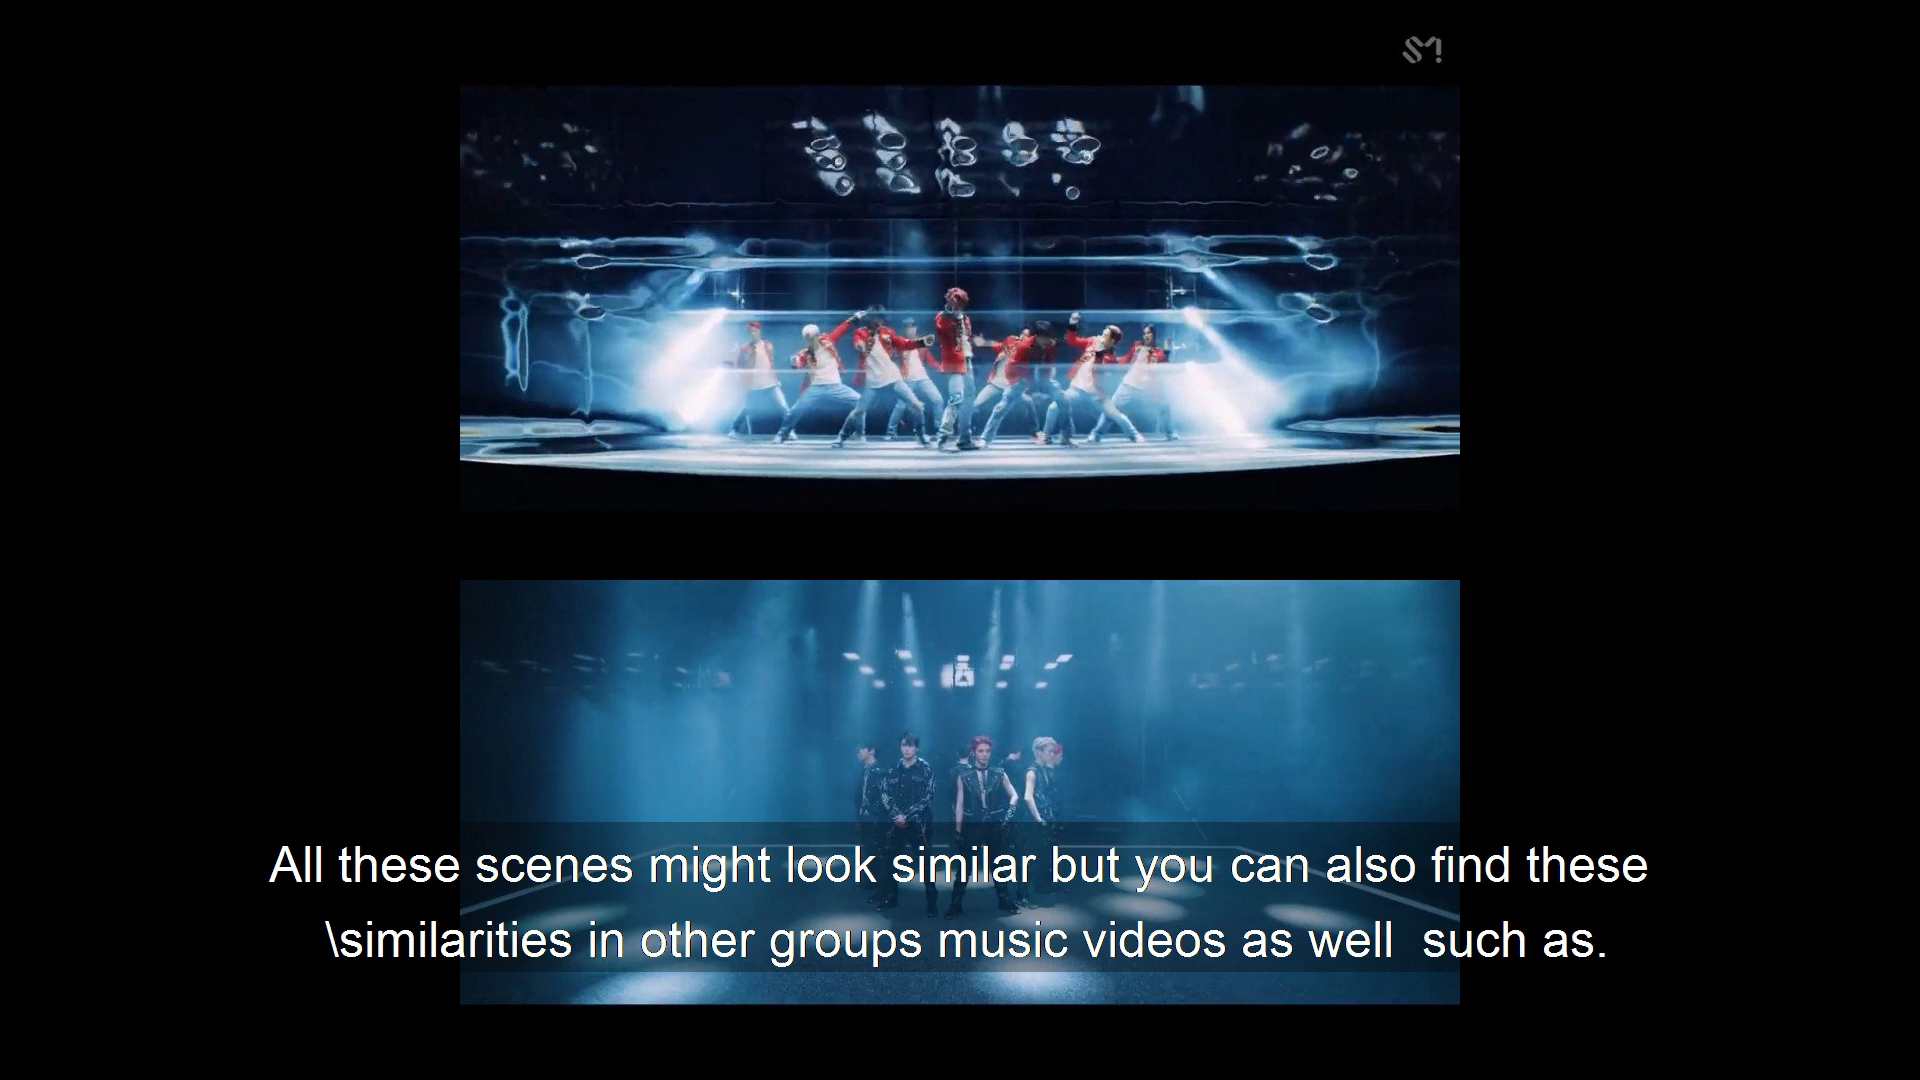 SM
All these scenes might look similar but you can also find these
\similarities in other groups music videos as well  such as.